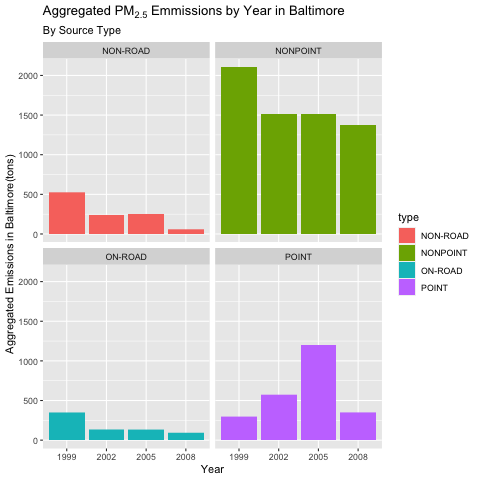 Aggregated PM2.5 Emmissions by Year in Baltimore
By Source Type
NON-ROAD
NONPOINT
2000
1500
1000
500
0
ON-ROAD
POINT
2000
1500
1000
500
0
1999 2002 2005 2008
1999 2002 2005 2008
Year
Aggregated Emissions in Baltimore(tons)
type
NON-ROAD
NONPOINT
ON-ROAD
POINT